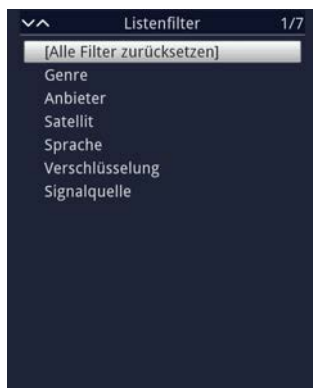 Listenfilter 1/7
[Alle Filter zurücksetzen]
Genre
Anbieter
Satellit
Sprache
Verschlüsselung
Signalquelle